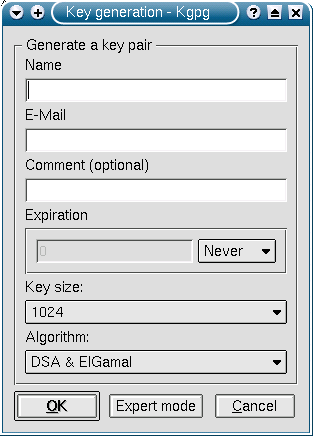 Key generation - Kgpg
Generate a key pair
Name
E-Mail
Comment (optional)
Expiration
0 Never
Key size:
1024
Algorithm:
DSA & ElGamal
OK Expert mode Cancel